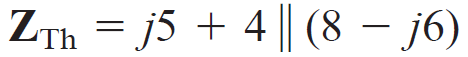 Z_Th = j5 + 4 ‖ (8 − j6)